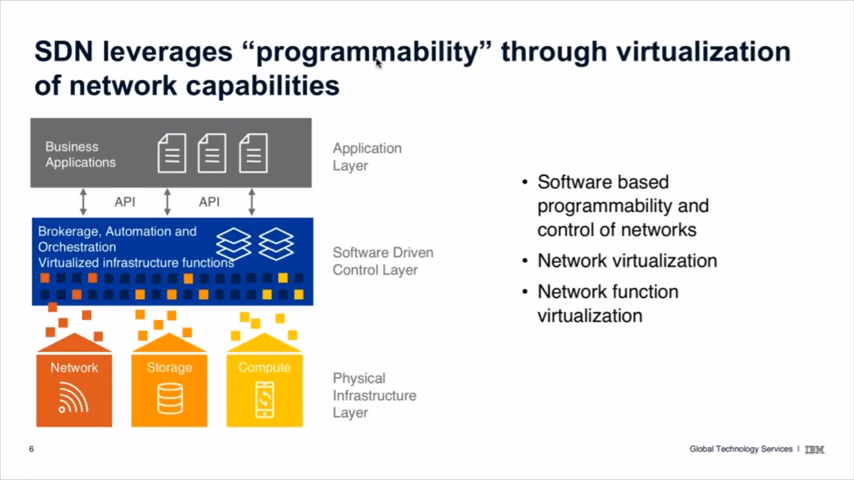 SDN leverages “programmability” through virtualization
of network capabilities
Business
Applications
Application
Layer
API
API
Brokerage, Automation and
Orchestration
Virtualized infrastructure functions
Software Driven
Control Layer
Network
Storage
Compute
Physical
Infrastructure
Layer
• Software based
programmability and
control of networks
• Network virtualization
• Network function
virtualization
6
Global Technology Services | IBM